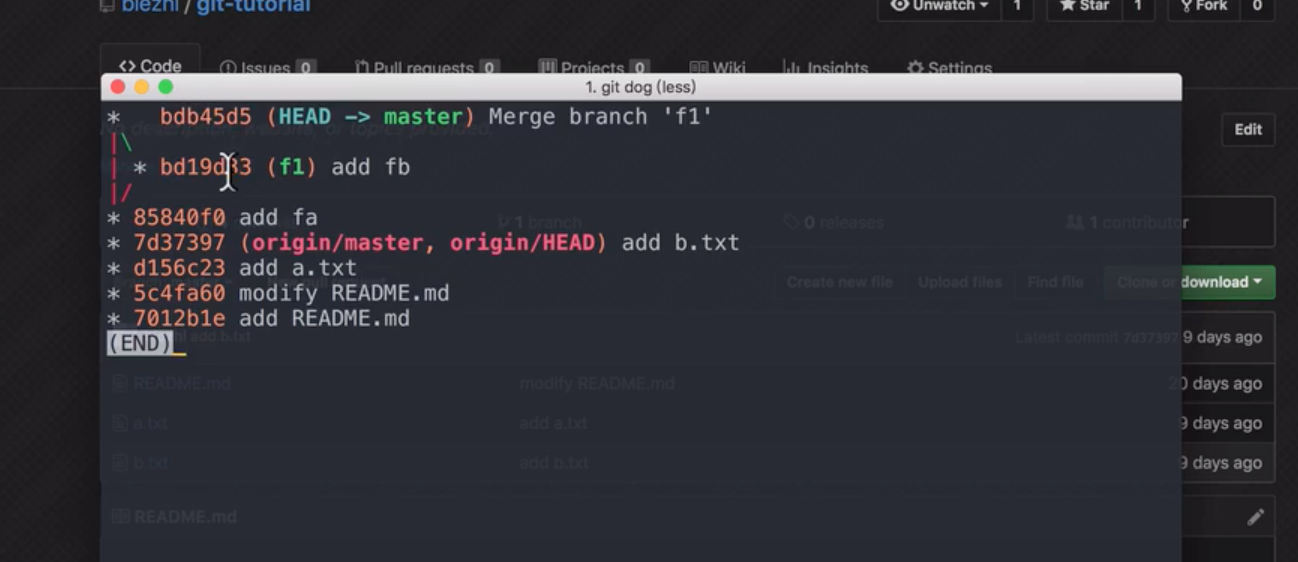 blezhi / git-tutorial
Unwatch 1 Star 1 Fork 0
Code Issues 0 Pull requests 0 Projects 0 Wiki Insights Settings
1. git dog (less)
* bdb45d5 (HEAD -> master) Merge branch 'f1'
|\
Edit
| * bd19d33 (f1) add fb
|/
* 85840f0 add fa
1 branch 0 releases 1 contributor
* 7d37397 (origin/master, origin/HEAD) add b.txt
* d156c23 add a.txt
Create new file Upload files Find file Clone or download
* 5c4fa60 modify README.md
* 7012b1e add README.md
(END)
add b.txt Latest commit 7d37397 9 days ago
README.md modify README.md 20 days ago
a.txt add a.txt 9 days ago
b.txt add b.txt 9 days ago
README.md